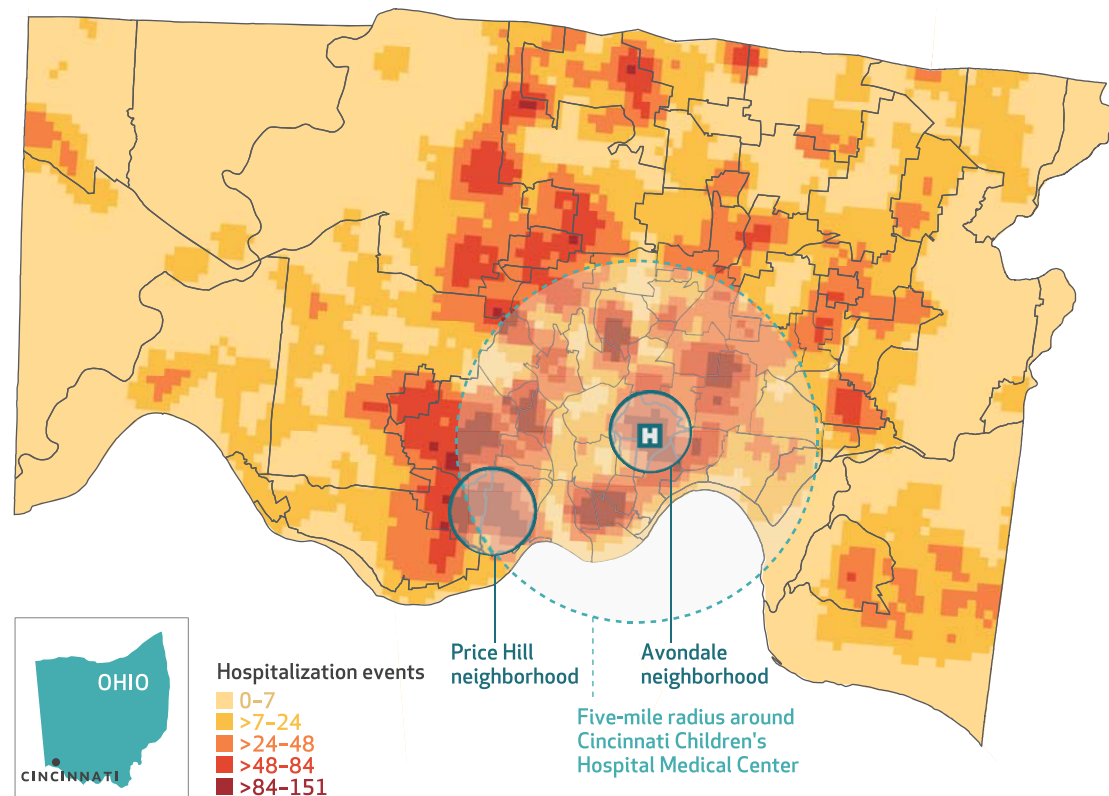 H
Price Hill
neighborhood
Avondale
neighborhood
Five-mile radius around
Cincinnati Children's
Hospital Medical Center
OHIO
CINCINNATI
Hospitalization events
0–7
>7–24
>24–48
>48–84
>84–151